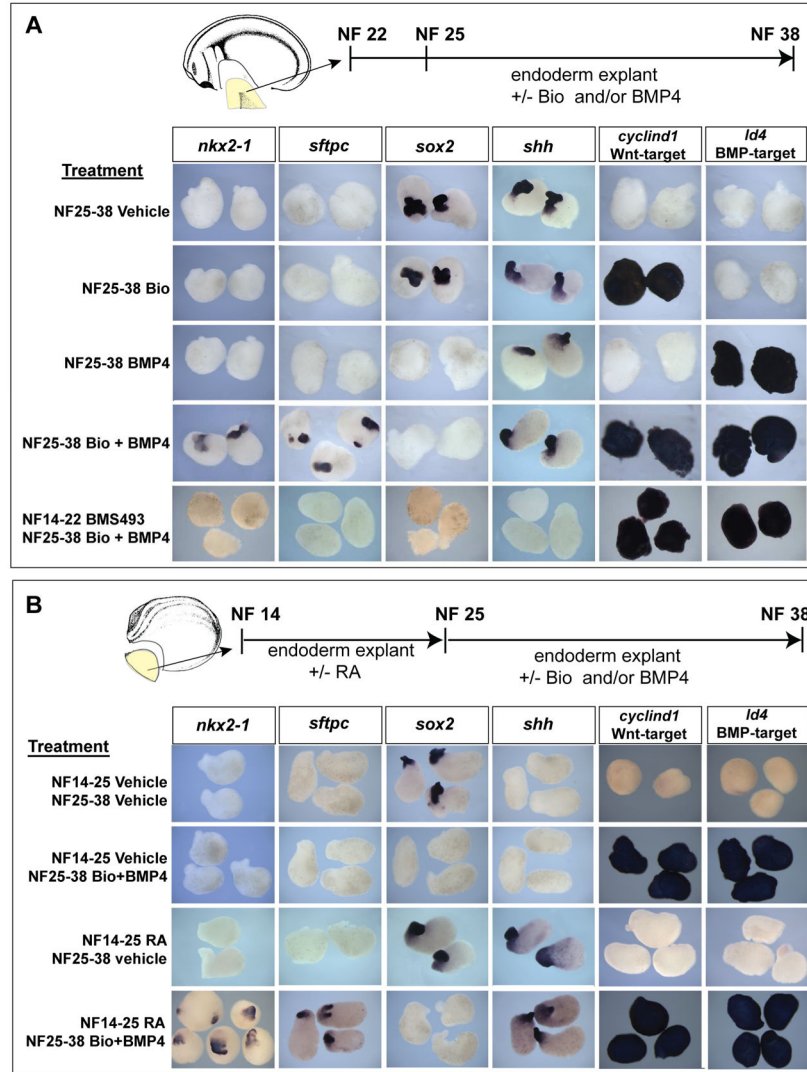 A
NF 22 NF 25 NF 38
endoderm explant
+/- Bio and/or BMP4
nkx2-1 sftpc sox2 shh cyclind1 Id4
Wnt-target BMP-target
Treatment
NF25-38 Vehicle
NF25-38 Bio
NF25-38 BMP4
NF25-38 Bio + BMP4
NF14-22 BMS493
NF25-38 Bio + BMP4
B
NF 14 NF 25 NF 38
endoderm explant endoderm explant
+/- RA +/- Bio and/or BMP4
nkx2-1 sftpc sox2 shh cyclind1 Id4
Wnt-target BMP-target
Treatment
NF14-25 Vehicle
NF25-38 Vehicle
NF14-25 Vehicle
NF25-38 Bio+BMP4
NF14-25 RA
NF25-38 vehicle
NF14-25 RA
NF25-38 Bio+BMP4